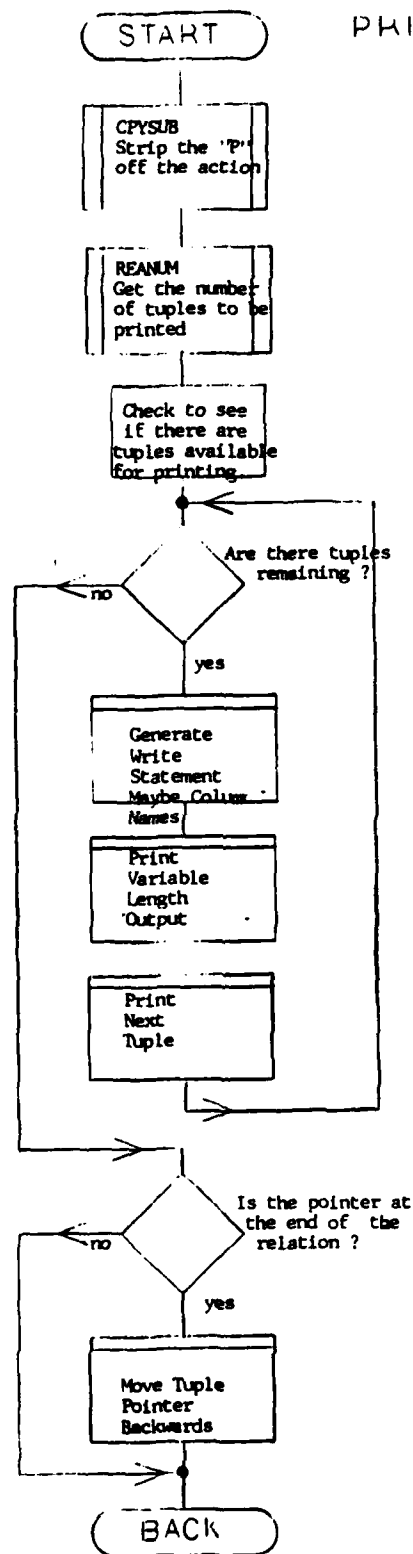 START
CPYSUB
Strip the "P"
off the action
REANUM
Get the number
of tuples to be
printed
Check to see
if there are
tuples available
for printing.
Are there tuples
remaining ?
no
yes
Generate
Write
Statement
Maybe Column
Names
Print
Variable
Length
Output
Print
Next
Tuple
Is the pointer at
the end of the
relation ?
no
yes
Move Tuple
Pointer
Backwards
BACK